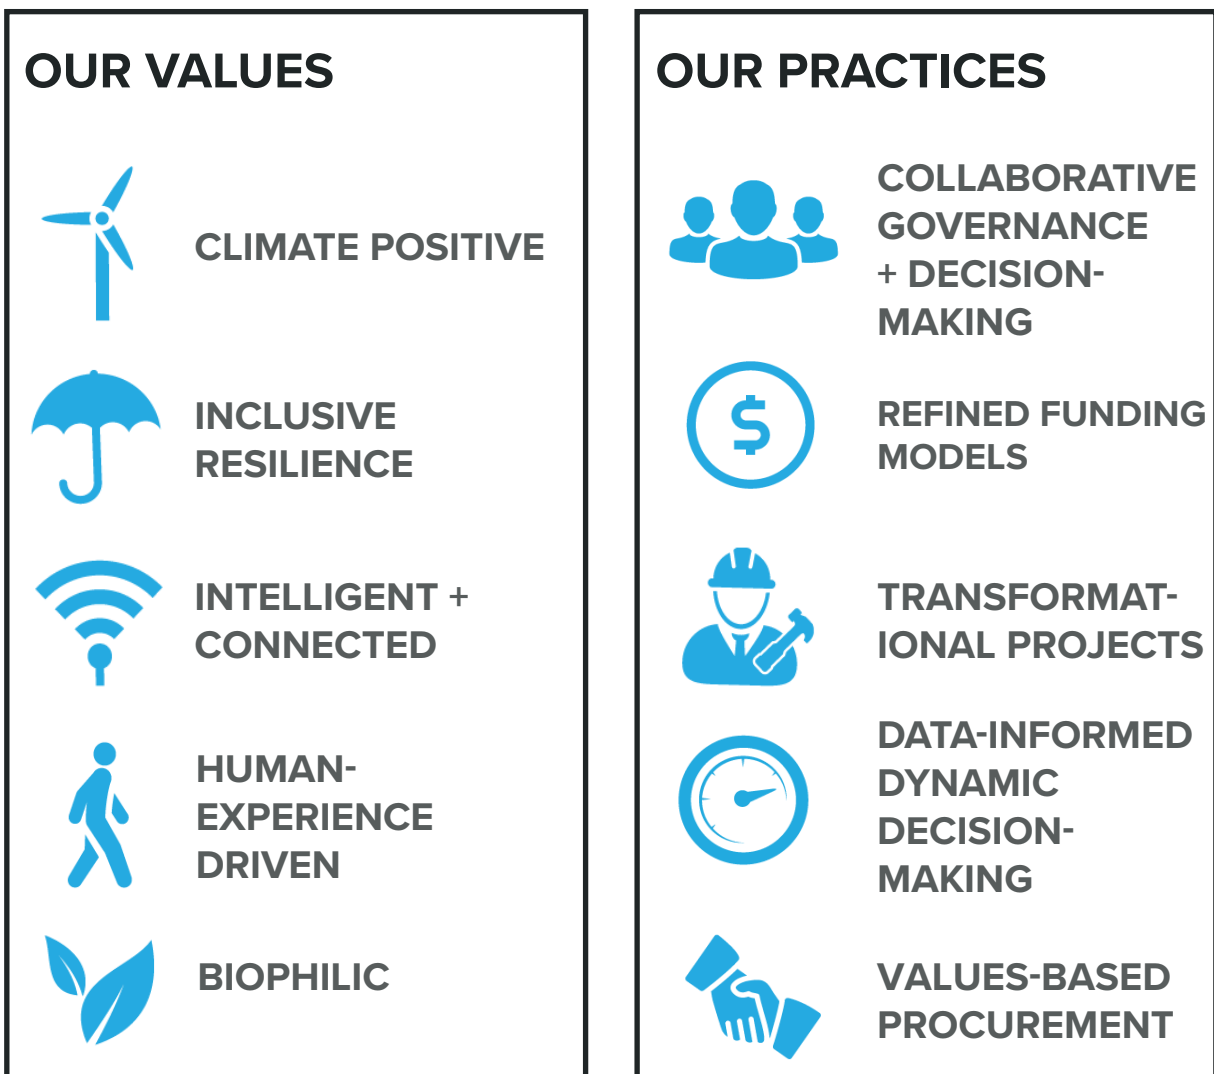 OUR VALUES
CLIMATE POSITIVE
INCLUSIVE
RESILIENCE
INTELLIGENT +
CONNECTED
HUMAN-
EXPERIENCE
DRIVEN
BIOPHILIC
OUR PRACTICES
COLLABORATIVE
GOVERNANCE
+ DECISION-
MAKING
$
REFINED FUNDING
MODELS
TRANSFORMAT-
IONAL PROJECTS
DATA-INFORMED
DYNAMIC
DECISION-
MAKING
VALUES-BASED
PROCUREMENT